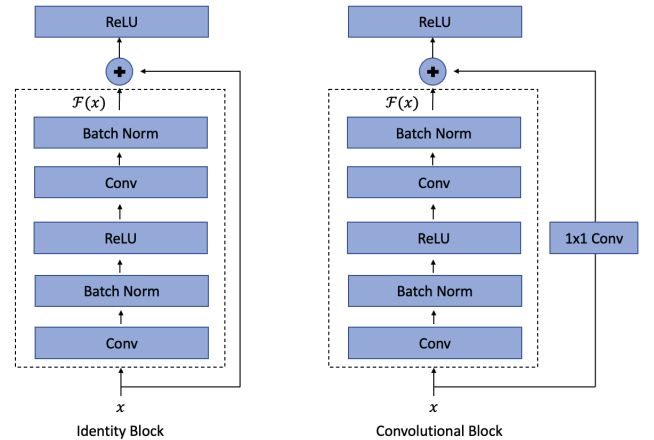 ReLU
+
ℱ(x)
Batch Norm
Conv
ReLU
Batch Norm
Conv
x
Identity Block
ReLU
+
ℱ(x)
Batch Norm
Conv
ReLU
1x1 Conv
Batch Norm
Conv
x
Convolutional Block